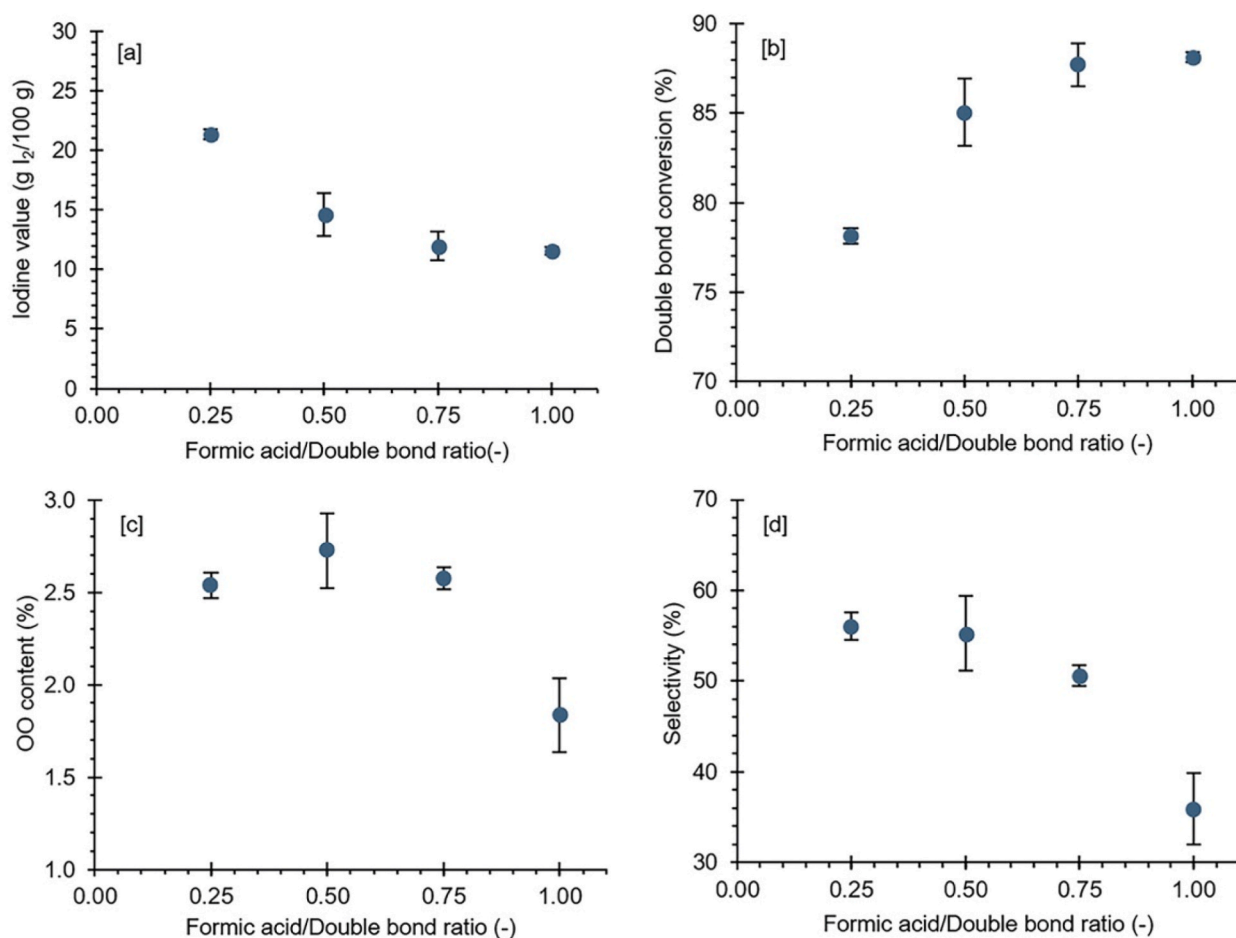 [a]
Iodine value (g I₂/100 g)
30
25
20
15
10
5
0
0.00 0.25 0.50 0.75 1.00
Formic acid/Double bond ratio(-)
[b]
Double bond conversion (%)
90
85
80
75
70
0.00 0.25 0.50 0.75 1.00
Formic acid/Double bond ratio (-)
[c]
OO content (%)
3.0
2.5
2.0
1.5
1.0
0.00 0.25 0.50 0.75 1.00
Formic acid/Double bond ratio (-)
[d]
Selectivity (%)
70
60
50
40
30
0.00 0.25 0.50 0.75 1.00
Formic acid/Double bond ratio (-)